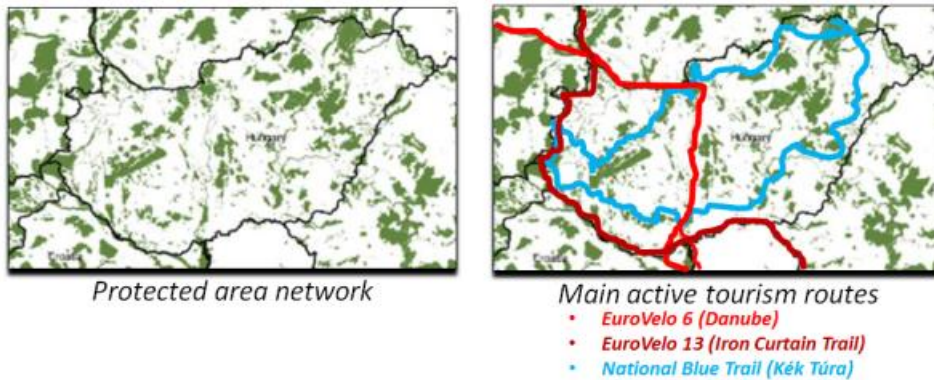 Hungary
Hungary
Protected area network
Main active tourism routes
• EuroVelo 6 (Danube)
• EuroVelo 13 (Iron Curtain Trail)
• National Blue Trail (Kék Túra)